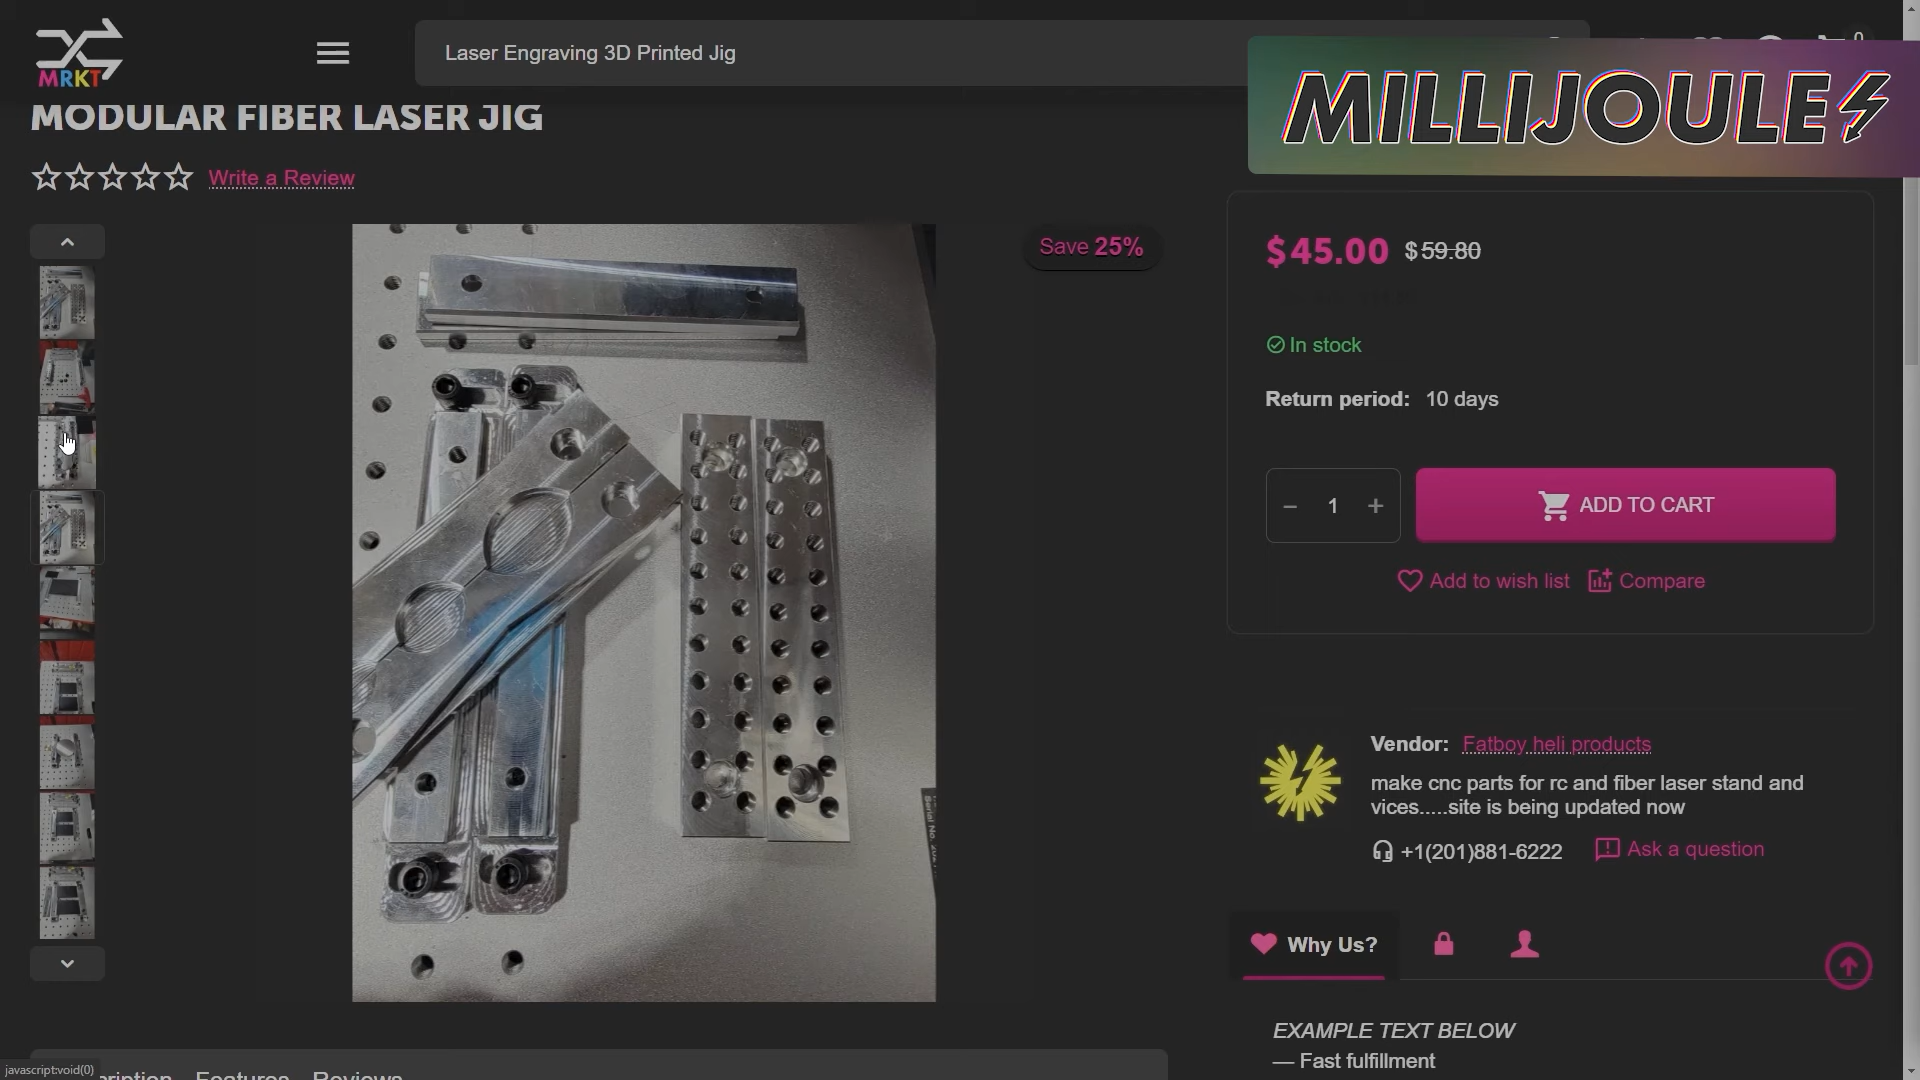 MRKT
Laser Engraving 3D Printed Jig
0
MILLIJOULE
MODULAR FIBER LASER JIG
Write a Review
Save 25%
$45.00 $59.80
In stock
Return period: 10 days
1
ADD TO CART
Add to wish list
Compare
Vendor: Fatboy heli products
make cnc parts for rc and fiber laser stand and
vices.....site is being updated now
+1(201)881-6222
Ask a question
Why Us?
EXAMPLE TEXT BELOW
— Fast fulfillment
Features Reviews
javascript:void(0)